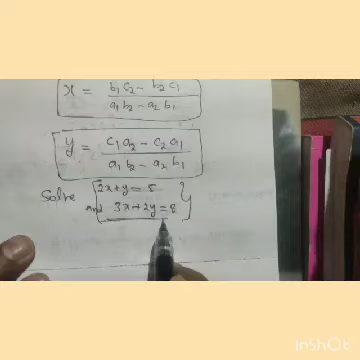 x = b₁c₂ - b₂c₁ / a₁b₂ - a₂b₁
y = c₁a₂ - c₂a₁ / a₁b₂ - a₂b₁
Solve 2x+y = 5
and 3x+2y = 8
InShOt